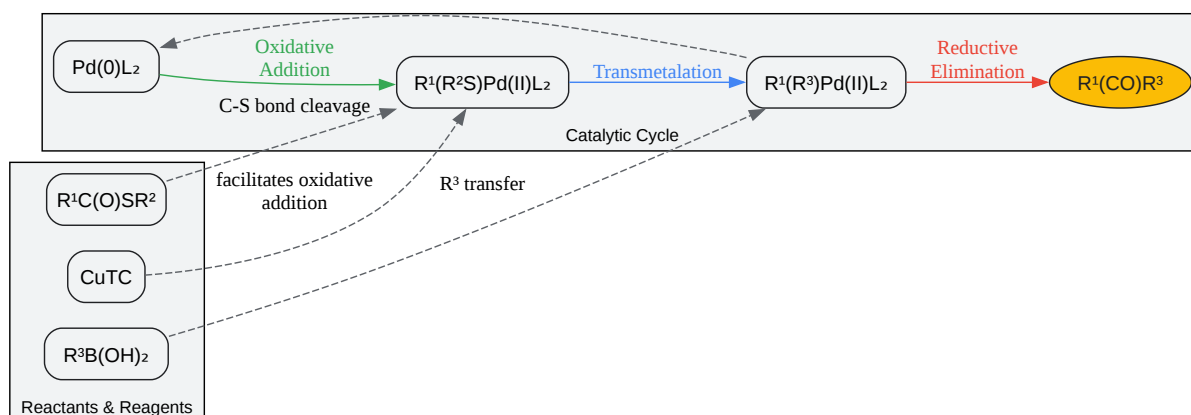 Pd(0)L₂
Oxidative
Addition
R¹(R²S)Pd(II)L₂
Transmetalation
R¹(R³)Pd(II)L₂
Reductive
Elimination
R¹(CO)R³
C-S bond cleavage
Catalytic Cycle
R¹C(O)SR²
facilitates oxidative
addition
R³ transfer
CuTC
R³B(OH)₂
Reactants & Reagents